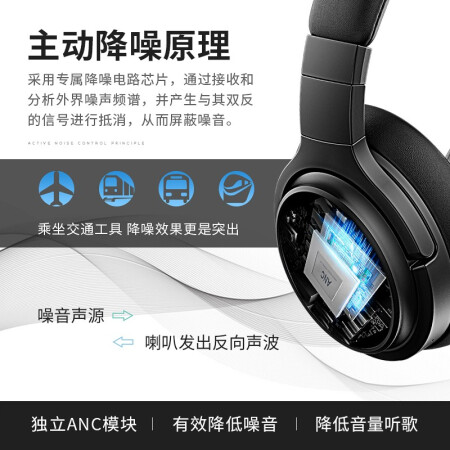 主动降噪原理
采用专属降噪电路芯片，通过接收和
分析外界噪声频谱，并产生与其双反
的信号进行抵消，从而屏蔽噪音。
ACTIVE NOISE CONTROL PRINCIPLE
乘坐交通工具 降噪效果更是突出
ANC
噪音声源
喇叭发出反向声波
独立ANC模块
有效降低噪音
降低音量听歌